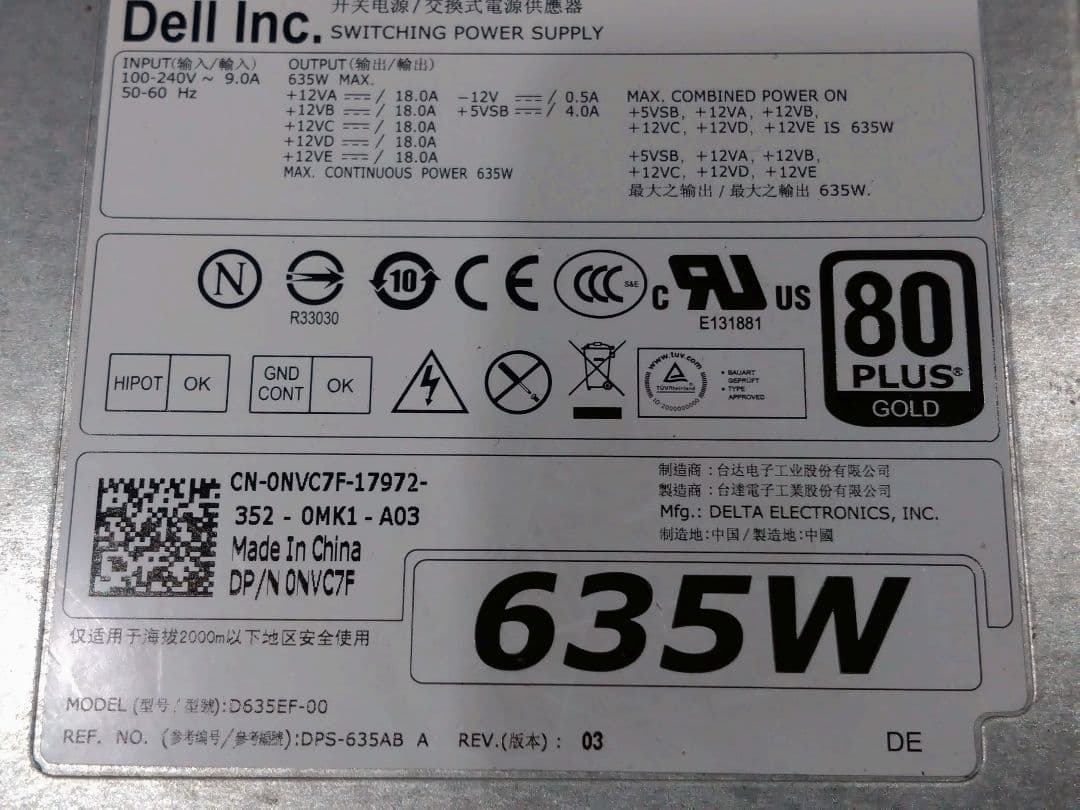 开关电源/交換式電源供應器
Dell Inc. SWITCHING POWER SUPPLY
INPUT(输入/輸入)
100-240V ~ 9.0A
50-60 Hz
OUTPUT(输出/輸出)
635W MAX.
+12VA ⎓ / 18.0A
+12VB ⎓ / 18.0A
+12VC ⎓ / 18.0A
+12VD ⎓ / 18.0A
+12VE ⎓ / 18.0A
MAX. CONTINUOUS POWER 635W
-12V ⎓ / 0.5A
+5VSB ⎓ / 4.0A
MAX. COMBINED POWER ON
+5VSB, +12VA, +12VB,
+12VC, +12VD, +12VE IS 635W
+5VSB, +12VA, +12VB,
+12VC, +12VD, +12VE
最大之输出/最大之輸出 635W.
N
R33030
10
CE
CCC S&E
c RU US
E131881
80
PLUS®
GOLD
HIPOT OK
GND CONT OK
www.tuv.com
TÜVRheinland
ID:2000000000
• BAUART
GEPRÜFT
• TYPE
APPROVED
CN-0NVC7F-17972-
352-0MK1-A03
Made In China
DP/N 0NVC7F
制造商:台达电子工业股份有限公司
製造商:台達電子工業股份有限公司
Mfg.: DELTA ELECTRONICS, INC.
制造地:中国/製造地:中國
635W
仅适用于海拔2000m以下地区安全使用
MODEL (型号/型號):D635EF-00
REF. NO. (参考编号/參考編號):DPS-635AB A REV.(版本): 03
DE